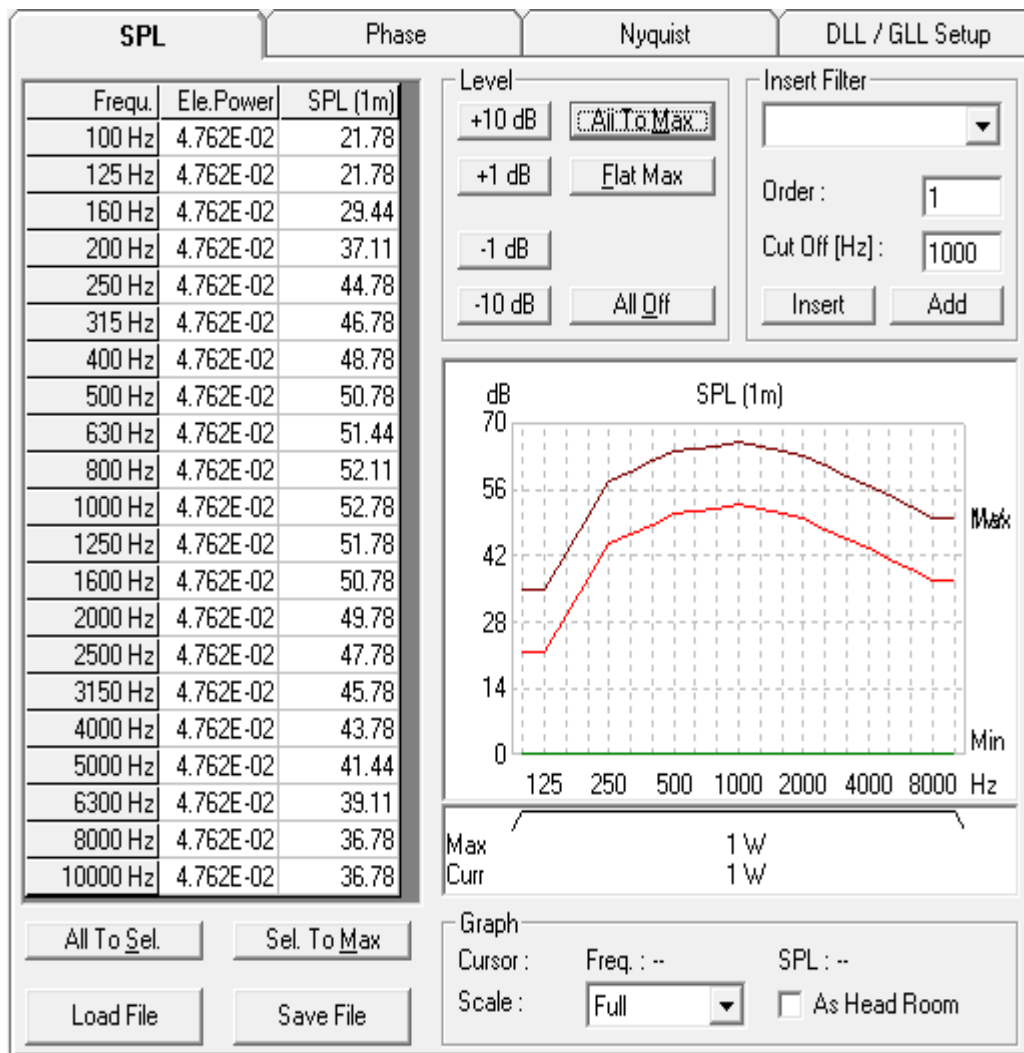 SPL Phase Nyquist DLL / GLL Setup
Frequ. Ele.Power SPL (1m)
100 Hz 4.762E-02 21.78
125 Hz 4.762E-02 21.78
160 Hz 4.762E-02 29.44
200 Hz 4.762E-02 37.11
250 Hz 4.762E-02 44.78
315 Hz 4.762E-02 46.78
400 Hz 4.762E-02 48.78
500 Hz 4.762E-02 50.78
630 Hz 4.762E-02 51.44
800 Hz 4.762E-02 52.11
1000 Hz 4.762E-02 52.78
1250 Hz 4.762E-02 51.78
1600 Hz 4.762E-02 50.78
2000 Hz 4.762E-02 49.78
2500 Hz 4.762E-02 47.78
3150 Hz 4.762E-02 45.78
4000 Hz 4.762E-02 43.78
5000 Hz 4.762E-02 41.44
6300 Hz 4.762E-02 39.11
8000 Hz 4.762E-02 36.78
10000 Hz 4.762E-02 36.78
All To Sel. Sel. To Max
Load File Save File
Level
+10 dB All To Max
+1 dB Flat Max
-1 dB
-10 dB All Off
Insert Filter
Order : 1
Cut Off [Hz] : 1000
Insert Add
dB SPL (1m)
70
56
Max
42
28
14
Min
0
125 250 500 1000 2000 4000 8000 Hz
Max 1 W
Curr 1 W
Graph
Cursor : Freq. : -- SPL : --
Scale : Full As Head Room